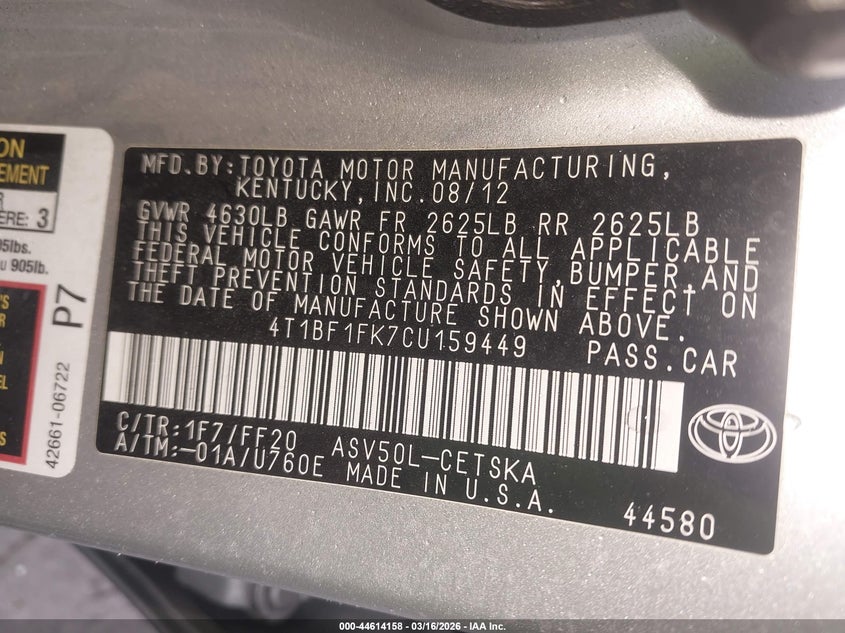 ON
EMENT
R
ERE: 3
05lbs.
u 905lb.
'S
R
EL
S
P7
42661-06722
MFD.BY:TOYOTA MOTOR MANUFACTURING,
KENTUCKY,INC.08/12
GVWR 4630LB GAWR FR 2625LB RR 2625LB
THIS VEHICLE CONFORMS TO ALL APPLICABLE
FEDERAL MOTOR VEHICLE SAFETY,BUMPER,AND
THEFT PREVENTION STANDARDS IN EFFECT ON
THE DATE OF MANUFACTURE SHOWN ABOVE.
4T1BF1FK7CU159449 PASS.CAR
C/TR:1F7/FF20 ASV50L-CETSKA
A/TM:-01A/U760E MADE IN U.S.A.
44580
000-44614158 - 03/16/2026 - IAA Inc.